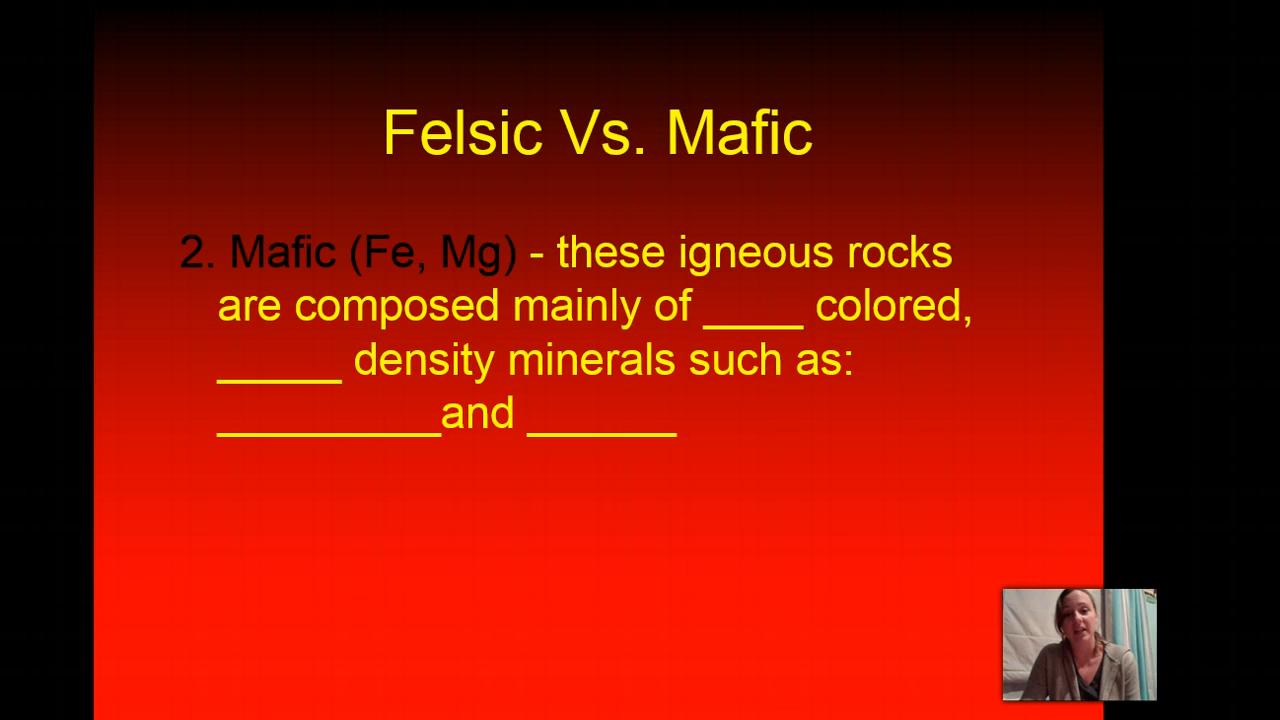 Felsic Vs. Mafic
2. Mafic (Fe, Mg) - these igneous rocks
are composed mainly of ____ colored,
_____ density minerals such as:
_________and ______